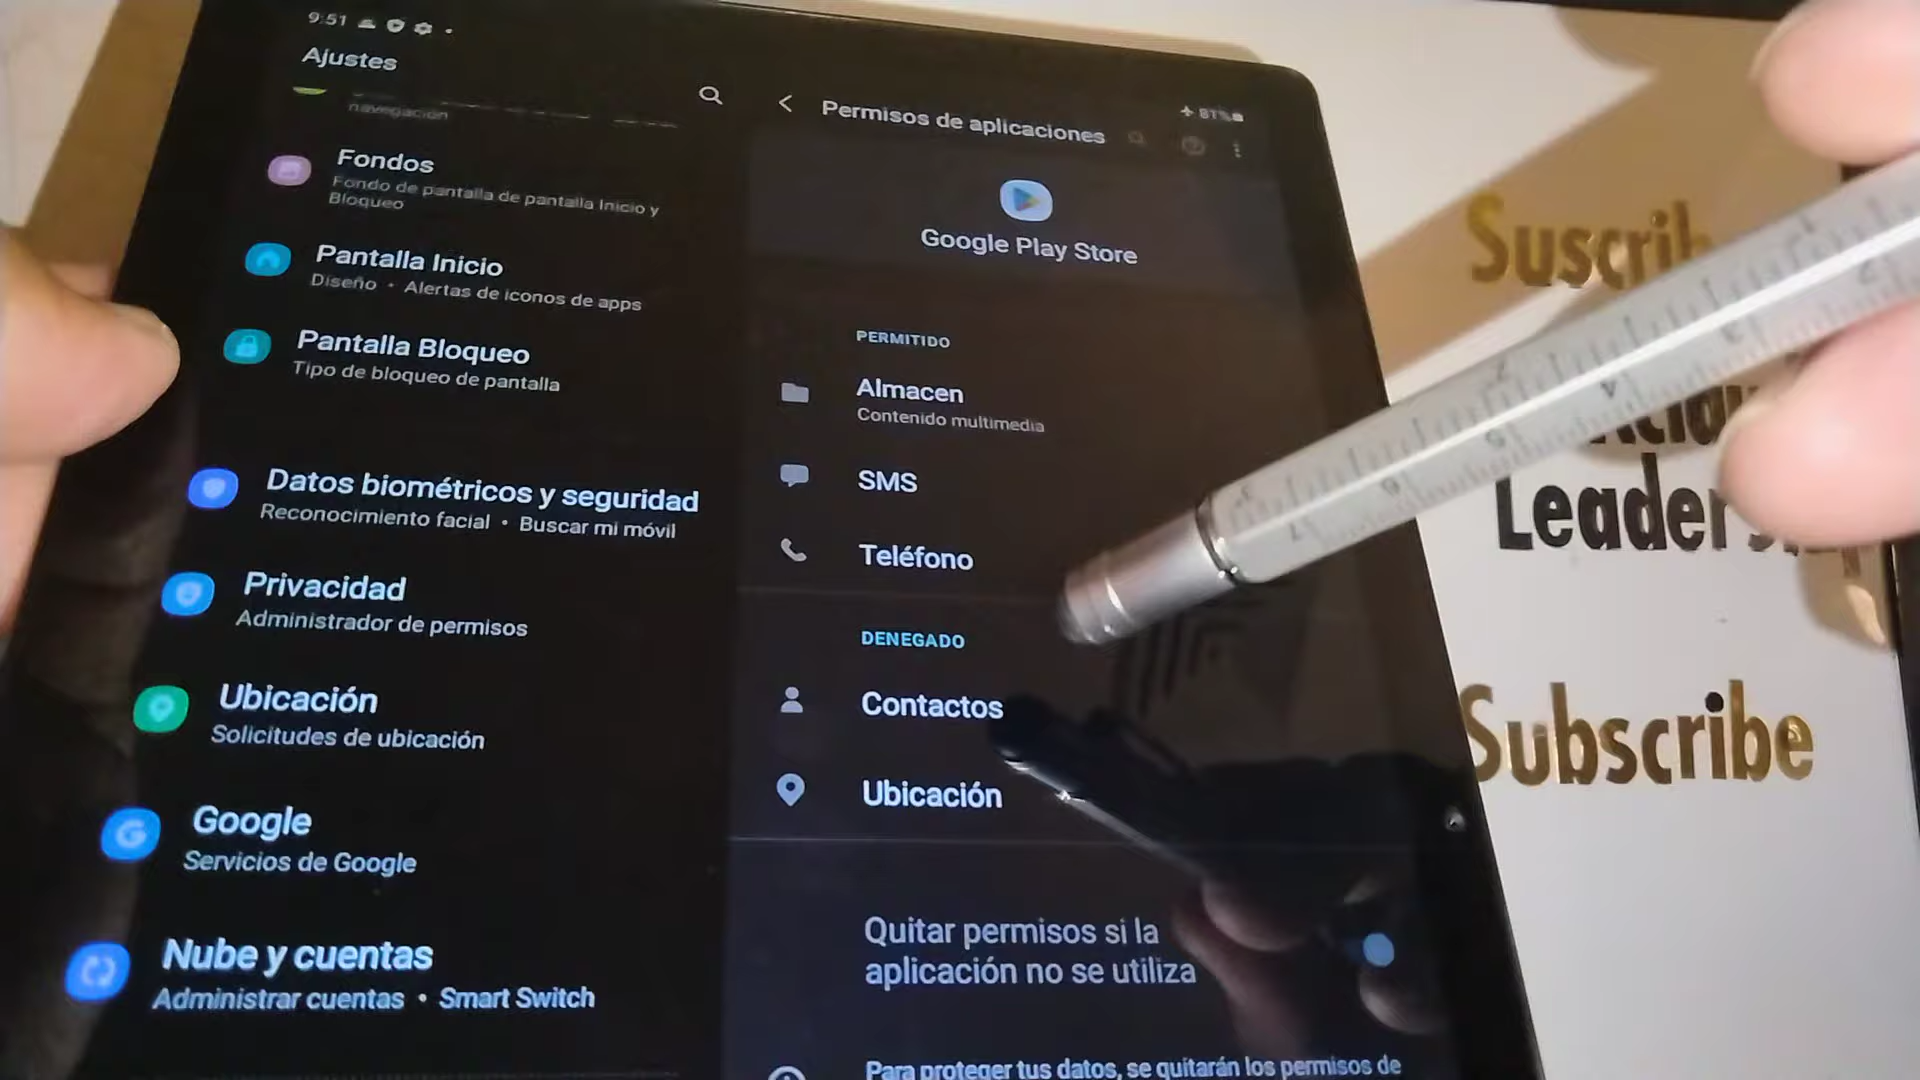 9:51
Ajustes
navegación
Fondos
Fondo de pantalla de pantalla Inicio y
Bloqueo
Pantalla Inicio
Diseño • Alertas de iconos de apps
Pantalla Bloqueo
Tipo de bloqueo de pantalla
Datos biométricos y seguridad
Reconocimiento facial • Buscar mi móvil
Privacidad
Administrador de permisos
Ubicación
Solicitudes de ubicación
Google
Servicios de Google
Nube y cuentas
Administrar cuentas • Smart Switch
81%
Permisos de aplicaciones
Google Play Store
PERMITIDO
Almacen
Contenido multimedia
SMS
Teléfono
DENEGADO
Contactos
Ubicación
Quitar permisos si la
aplicación no se utiliza
Para proteger tus datos, se quitarán los permisos de
Subscribe